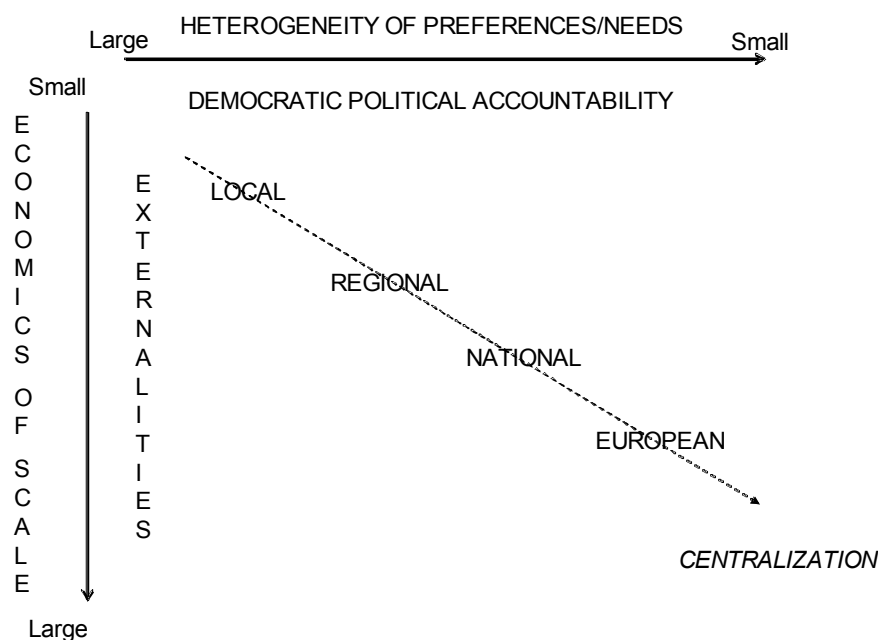 HETEROGENEITY OF PREFERENCES/NEEDS
Large
Small
Small
DEMOCRATIC POLITICAL ACCOUNTABILITY
ECONOMICS OF SCALE
EXTERNALITIES
LOCAL
REGIONAL
NATIONAL
EUROPEAN
CENTRALIZATION
Large